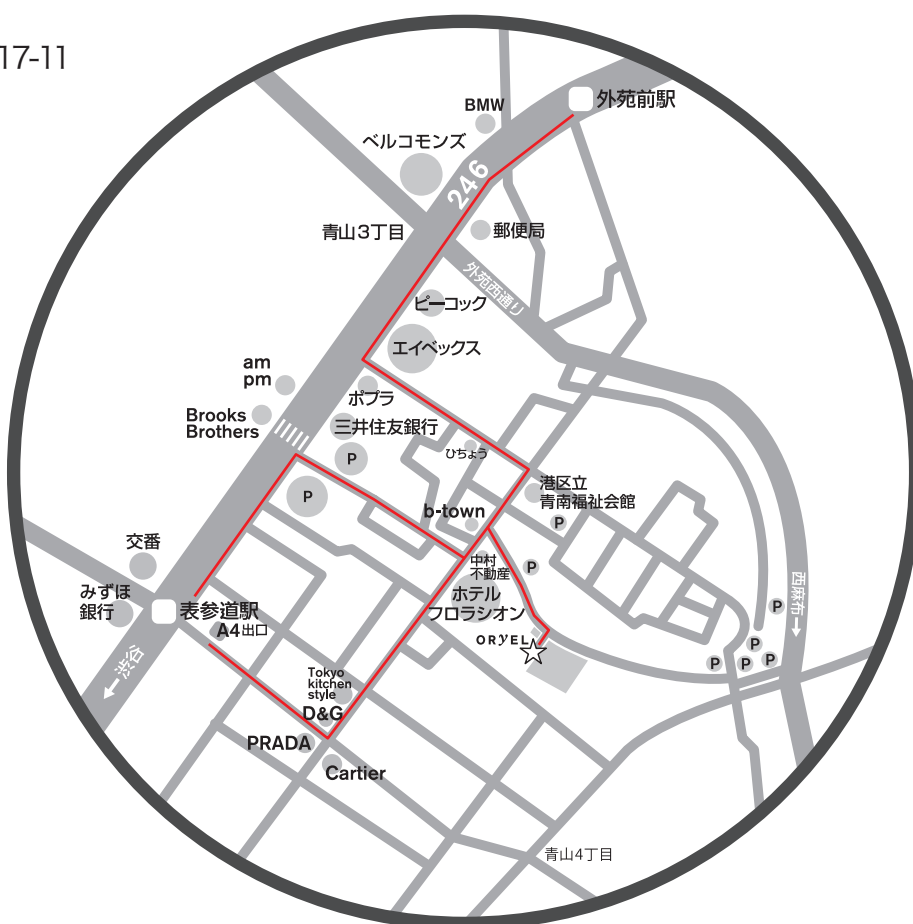 17-11
外苑前駅
BMW
ベルコモンズ
246
青山3丁目
郵便局
外苑西通り
ピーコック
エイベックス
am
pm
ポプラ
Brooks
Brothers
三井住友銀行
ひちょう
P
P
港区立
青南福祉会館
b-town
P
交番
中村
不動産
P
みずほ
銀行
ホテル
フロラシオン
西麻布→
P
表参道駅
A4出口
ORYEL
P
P
P
P
←渋谷
Tokyo
kitchen
style
D&G
PRADA
Cartier
青山4丁目